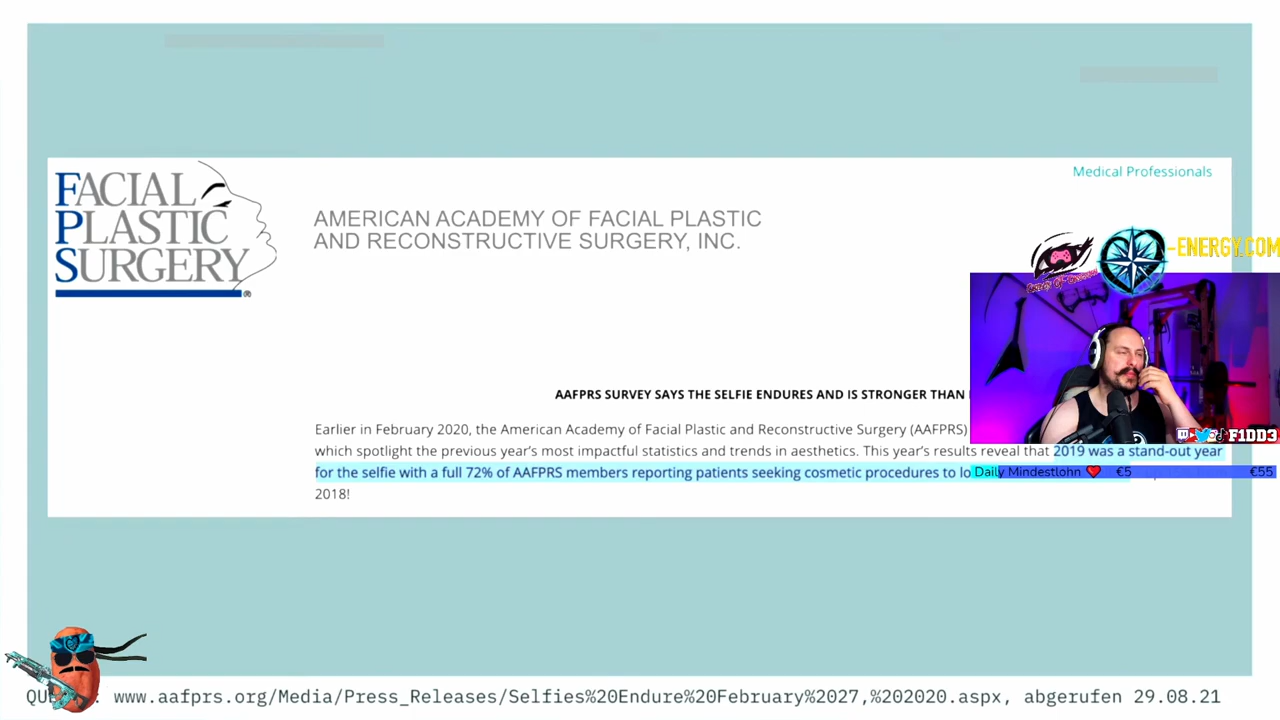 Medical Professionals
FACIAL
PLASTIC
SURGERY
AMERICAN ACADEMY OF FACIAL PLASTIC
AND RECONSTRUCTIVE SURGERY, INC.
-ENERGY.COM
AAFPRS SURVEY SAYS THE SELFIE ENDURES AND IS STRONGER THAN
Earlier in February 2020, the American Academy of Facial Plastic and Reconstructive Surgery (AAFPRS)
F1DD3
which spotlight the previous year's most impactful statistics and trends in aesthetics. This year's results reveal that 2019 was a stand-out year
for the selfie with a full 72% of AAFPRS members reporting patients seeking cosmetic procedures to lo
Daily Mindestlohn ❤ €5 €55
2018!
www.aafprs.org/Media/Press_Releases/Selfies%20Endure%20February%2027,%202020.aspx, abgerufen 29.08.21